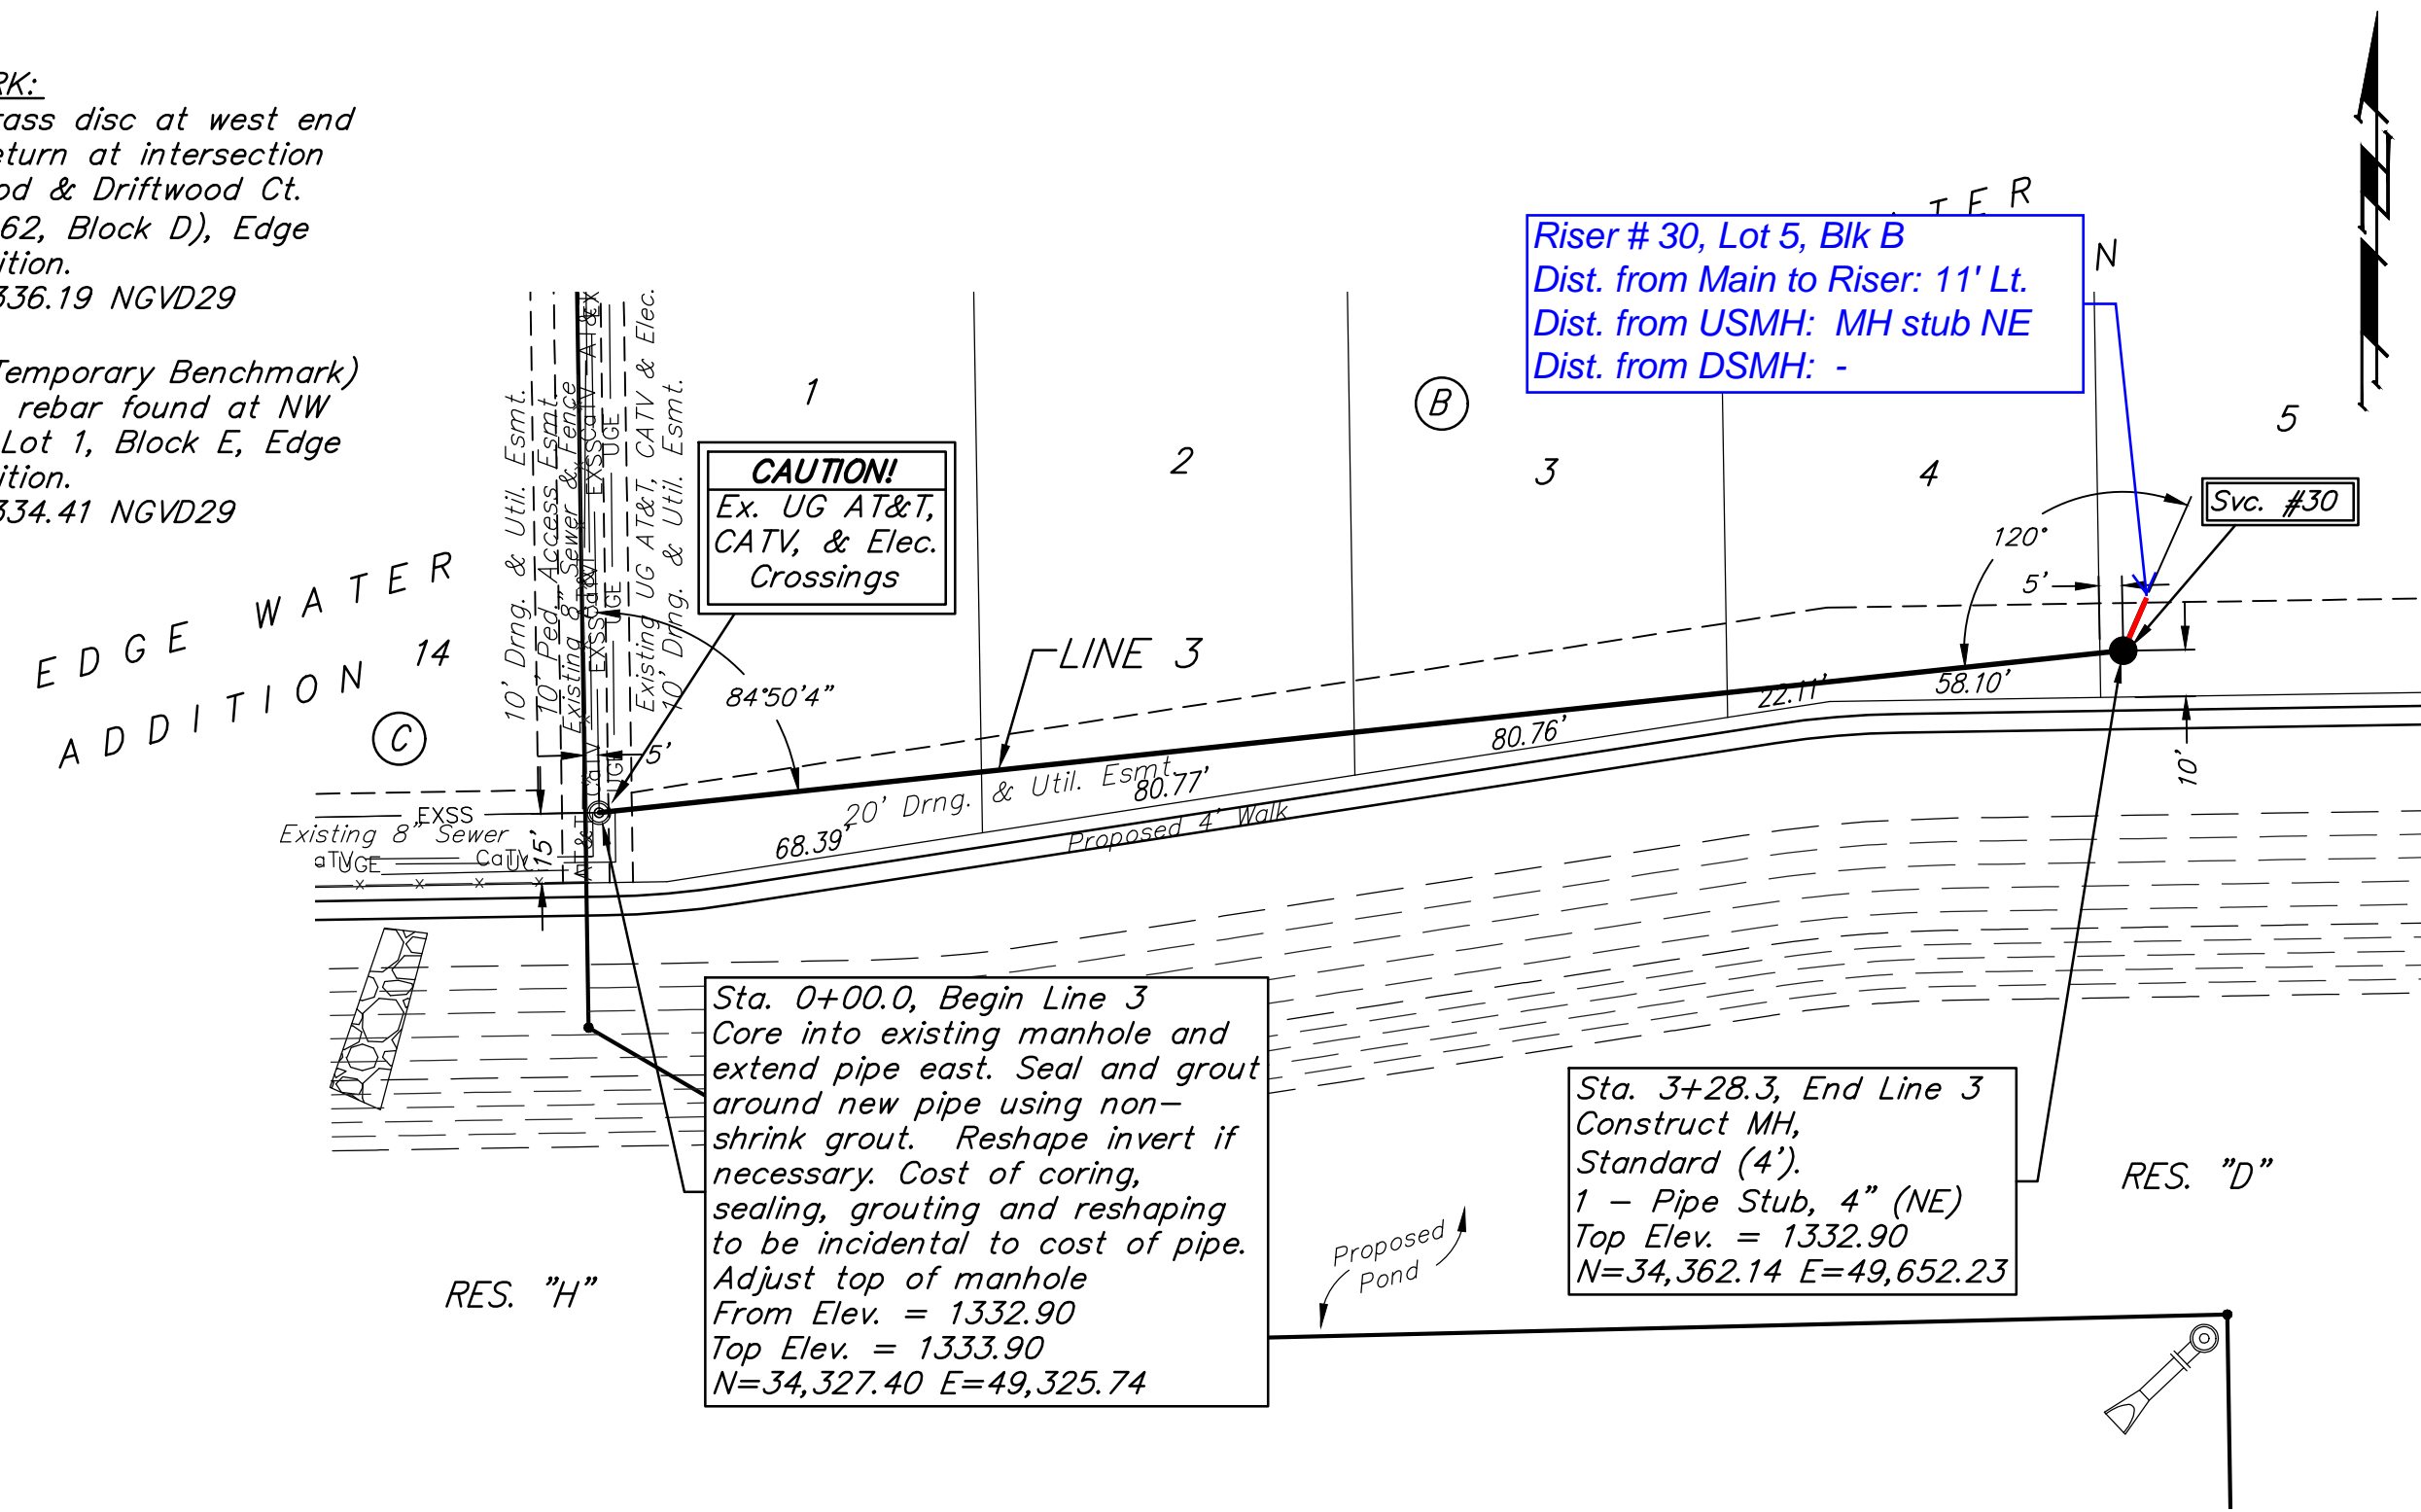 RK:
rass disc at west end
eturn at intersection
od & Driftwood Ct.
62, Block D), Edge
ition.
336.19 NGVD29
Temporary Benchmark)
rebar found at NW
Lot 1, Block E, Edge
ition.
334.41 NGVD29
EDGE WATER
ADDITION 14
C
10' Drng. & Util. Esmt.
10' Ped. Access Esmt.
Existing 8" Sewer & Fence
Existing UG AT&T, CATV & Elec.
10' Drng. & Util. Esmt.
EXSS
CaTV
AT&T
UGE
UGE
UGE
CAUTION!
Ex. UG AT&T,
CATV, & Elec.
Crossings
1
2
3
4
5
B
TER
N
Riser # 30, Lot 5, Blk B
Dist. from Main to Riser: 11' Lt.
Dist. from USMH: MH stub NE
Dist. from DSMH: -
Svc. #30
120°
5'
10'
LINE 3
84°50'4"
5'
15'
EXSS
Existing 8" Sewer
aTV
UGE
CaTV
UGE
x x x x
68.39'
20' Drng. & Util. Esmt.
80.77'
80.76'
22.11'
58.10'
Proposed 4' Walk
Sta. 0+00.0, Begin Line 3
Core into existing manhole and
extend pipe east. Seal and grout
around new pipe using non-
shrink grout. Reshape invert if
necessary. Cost of coring,
sealing, grouting and reshaping
to be incidental to cost of pipe.
Adjust top of manhole
From Elev. = 1332.90
Top Elev. = 1333.90
N=34,327.40 E=49,325.74
Sta. 3+28.3, End Line 3
Construct MH,
Standard (4').
1 - Pipe Stub, 4" (NE)
Top Elev. = 1332.90
N=34,362.14 E=49,652.23
RES. "D"
RES. "H"
Proposed
Pond